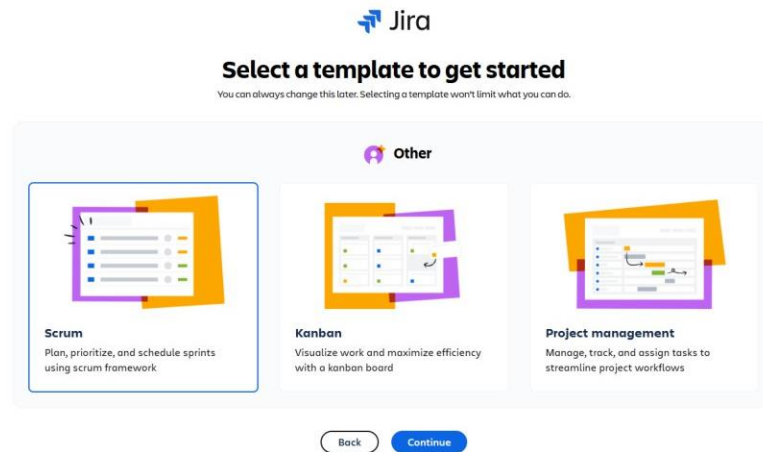 Jira
Select a template to get started
You can always change this later. Selecting a template won't limit what you can do.
Other
Scrum
Plan, prioritize, and schedule sprints
using scrum framework
Kanban
Visualize work and maximize efficiency
with a kanban board
Project management
Manage, track, and assign tasks to
streamline project workflows
Back
Continue